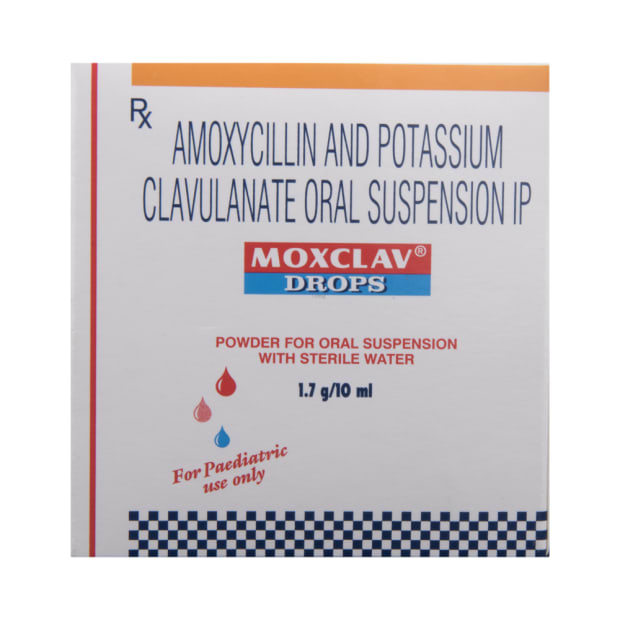 Rx
AMOXYCILLIN AND POTASSIUM
CLAVULANATE ORAL SUSPENSION IP
MOXCLAV®
DROPS
POWDER FOR ORAL SUSPENSION
WITH STERILE WATER
1.7 g/10 ml
For Paediatric
use only